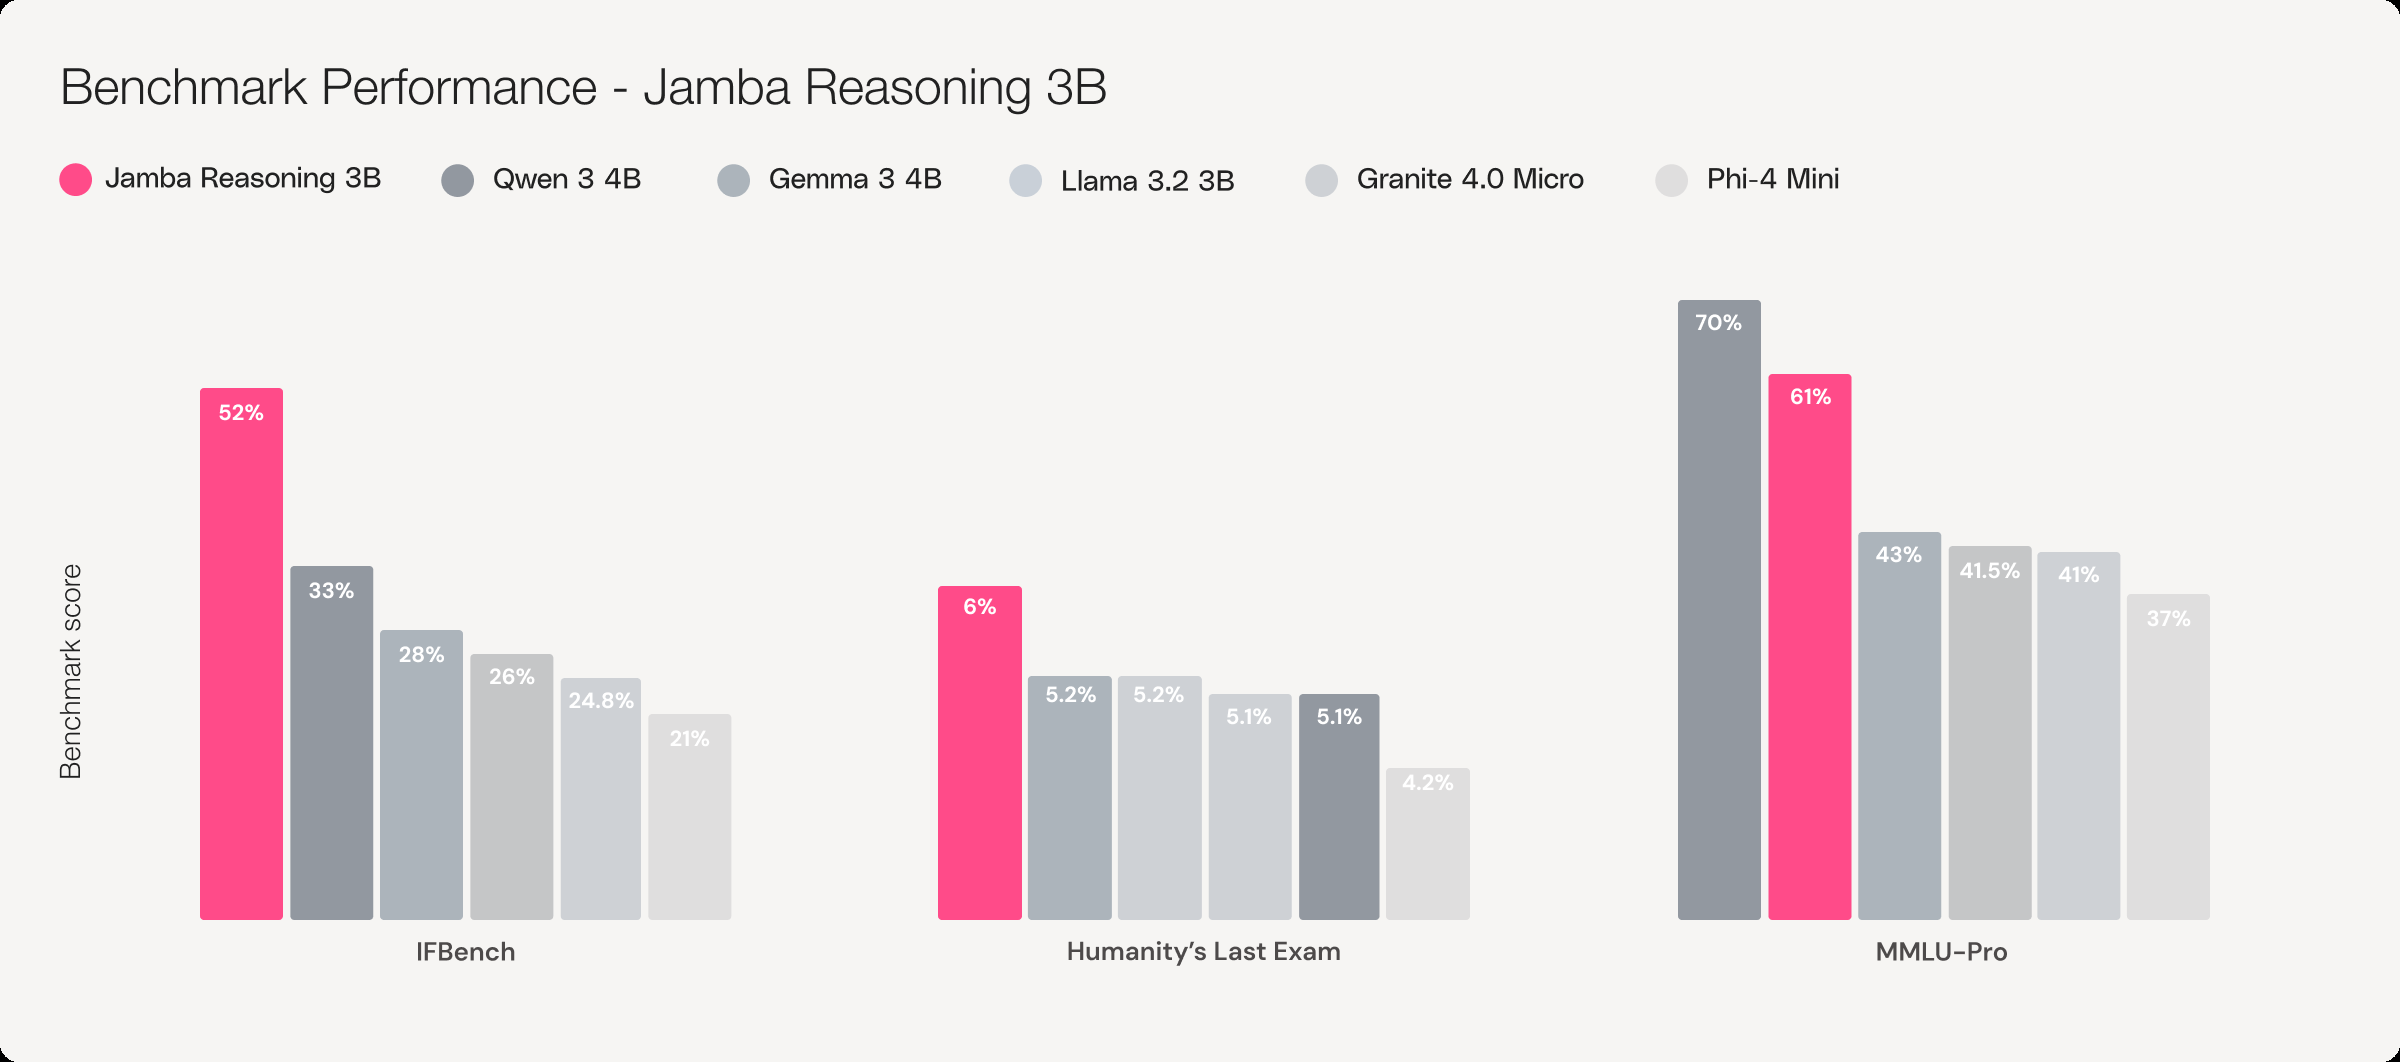 Benchmark Performance - Jamba Reasoning 3B
Jamba Reasoning 3B
Qwen 3 4B
Gemma 3 4B
Llama 3.2 3B
Granite 4.0 Micro
Phi-4 Mini
Benchmark score
52%
33%
28%
26%
24.8%
21%
IFBench
6%
5.2%
5.2%
5.1%
5.1%
4.2%
Humanity’s Last Exam
70%
61%
43%
41.5%
41%
37%
MMLU-Pro